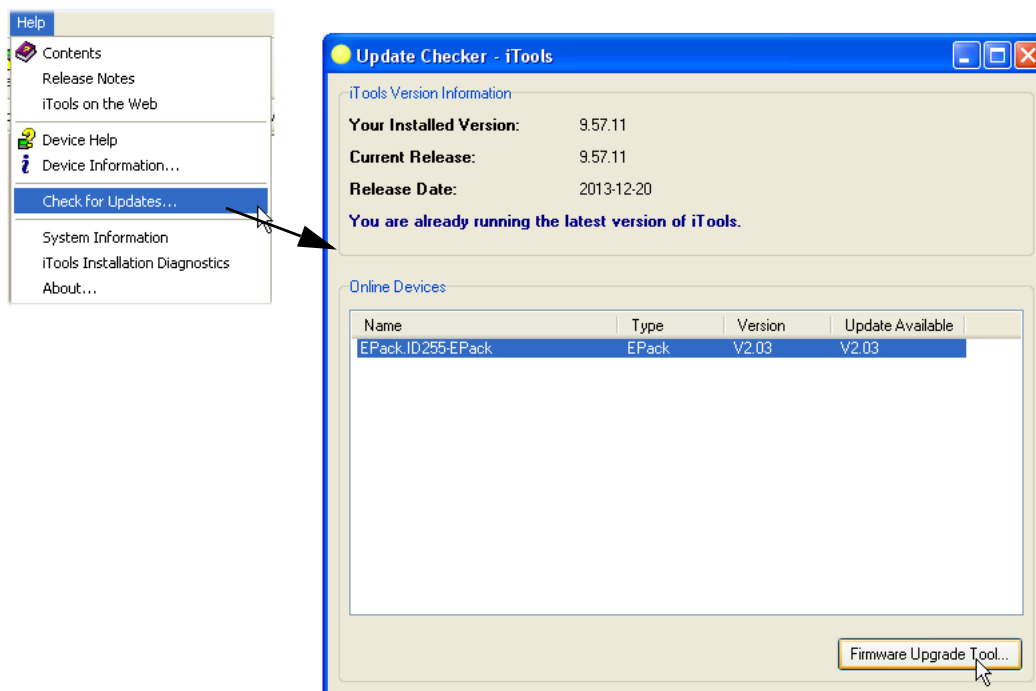 Help
Contents
Release Notes
iTools on the Web
Device Help
Device Information...
Check for Updates...
System Information
iTools Installation Diagnostics
About...
Update Checker - iTools
iTools Version Information
Your Installed Version: 9.57.11
Current Release: 9.57.11
Release Date: 2013-12-20
You are already running the latest version of iTools.
Online Devices
Name Type Version Update Available
EPack.ID255-EPack EPack V2.03 V2.03
Firmware Upgrade Tool...